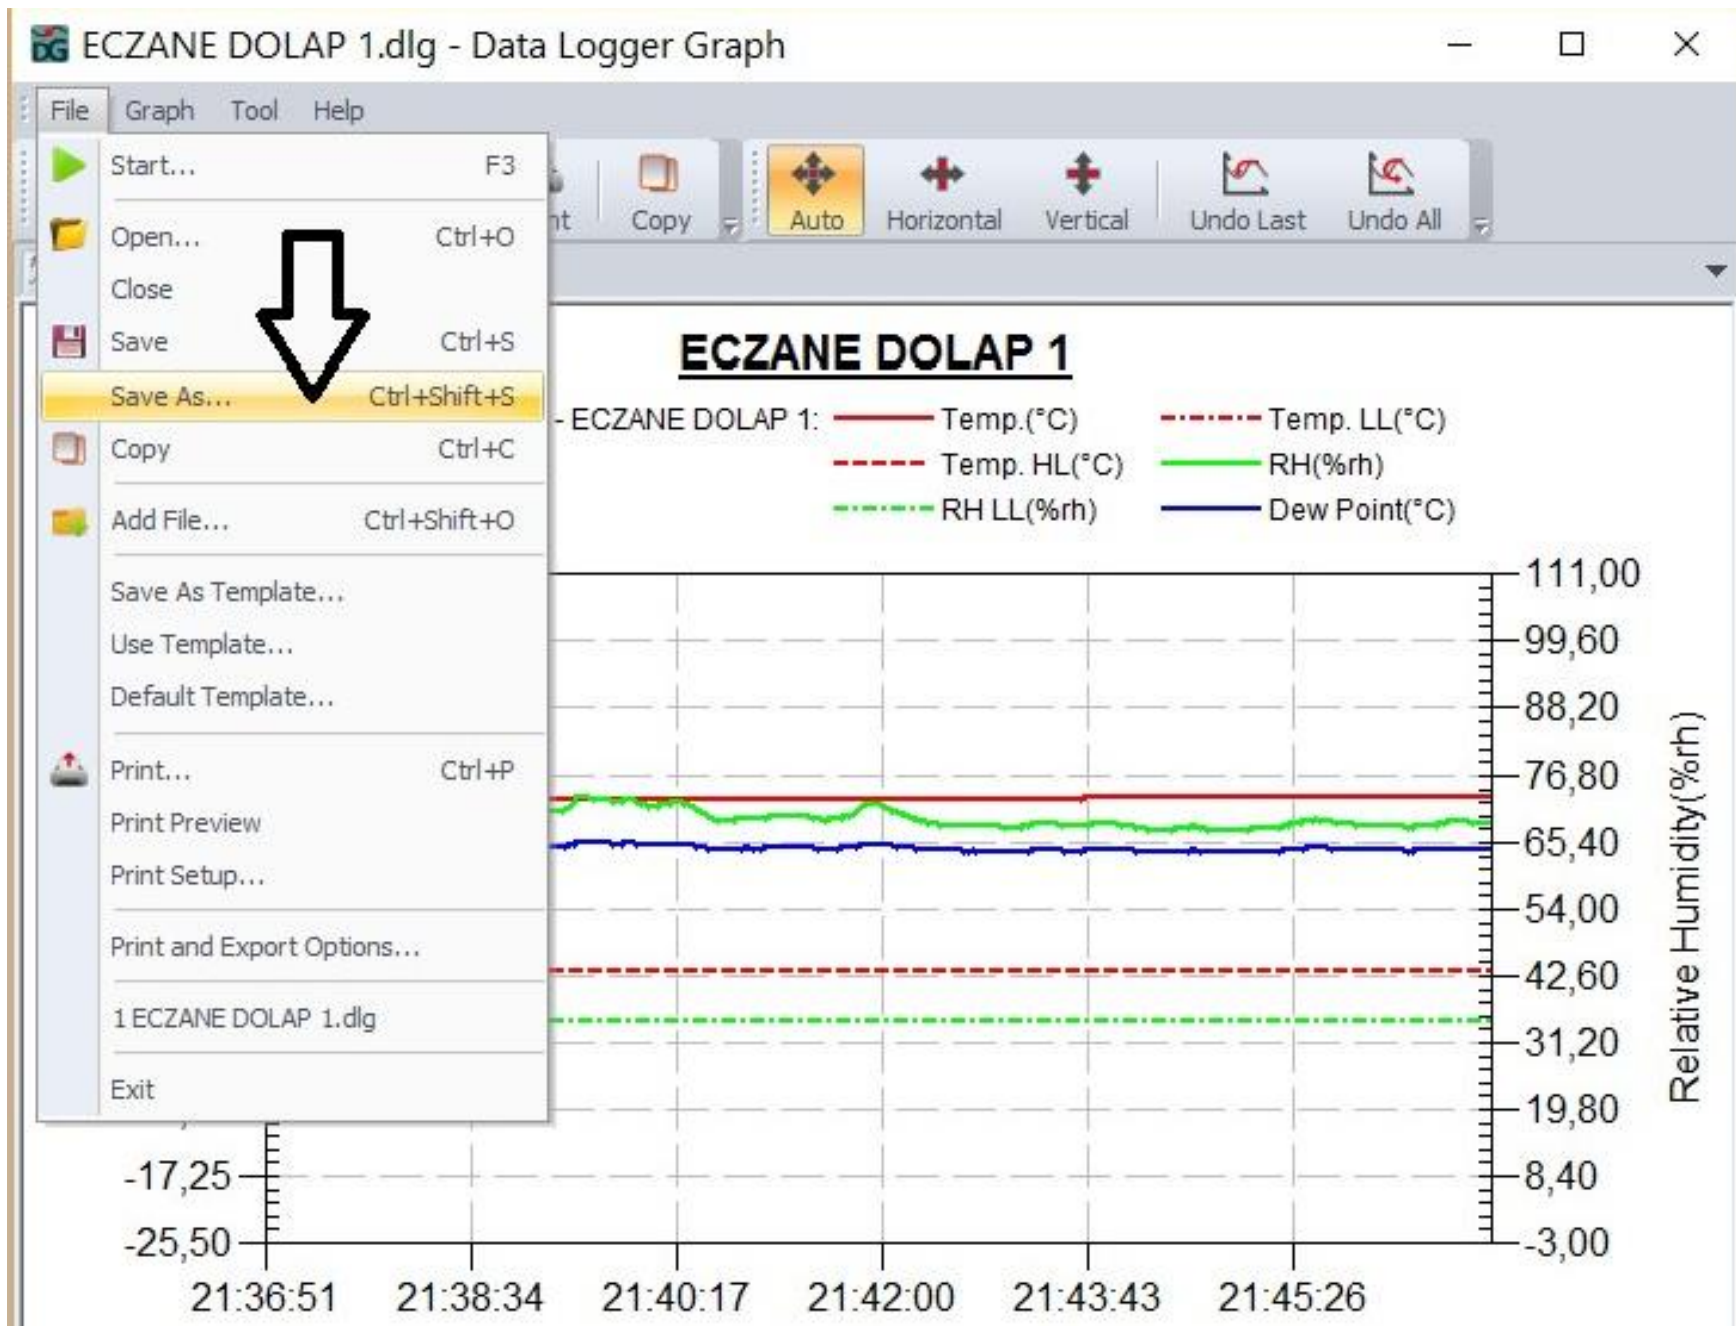 ECZANE DOLAP 1.dlg - Data Logger Graph
File Graph Tool Help
Start... F3
Open... Ctrl+O
Close
Save Ctrl+S
Save As... Ctrl+Shift+S
Copy Ctrl+C
Add File... Ctrl+Shift+O
Save As Template...
Use Template...
Default Template...
Print... Ctrl+P
Print Preview
Print Setup...
Print and Export Options...
1 ECZANE DOLAP 1.dlg
Exit
Copy Auto Horizontal Vertical Undo Last Undo All
ECZANE DOLAP 1
- ECZANE DOLAP 1: Temp.(°C) Temp. LL(°C)
Temp. HL(°C) RH(%rh)
RH LL(%rh) Dew Point(°C)
111,00
99,60
88,20
76,80
65,40
54,00
42,60
31,20
19,80
8,40
-3,00
Relative Humidity(%rh)
-17,25
-25,50
21:36:51 21:38:34 21:40:17 21:42:00 21:43:43 21:45:26